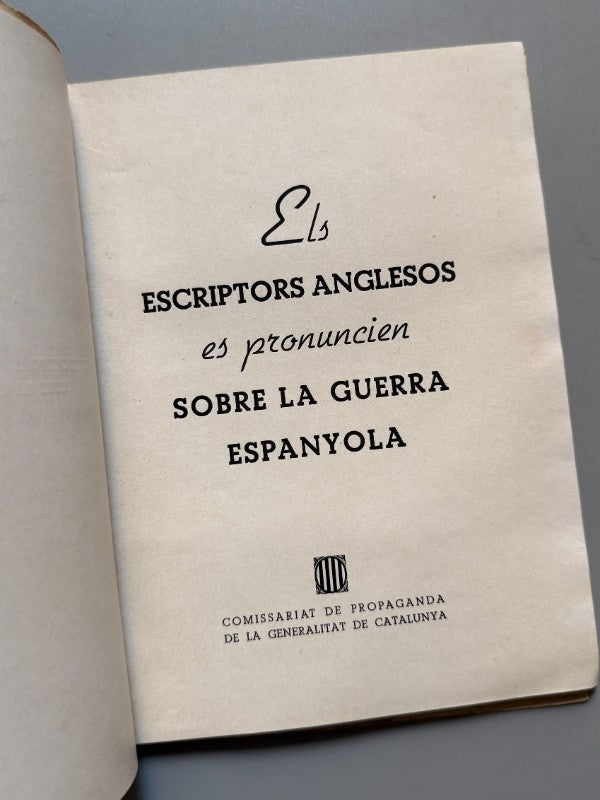 Els
ESCRIPTORS ANGLESOS
es pronuncien
SOBRE LA GUERRA
ESPANYOLA
COMISSARIAT DE PROPAGANDA
DE LA GENERALITAT DE CATALUNYA